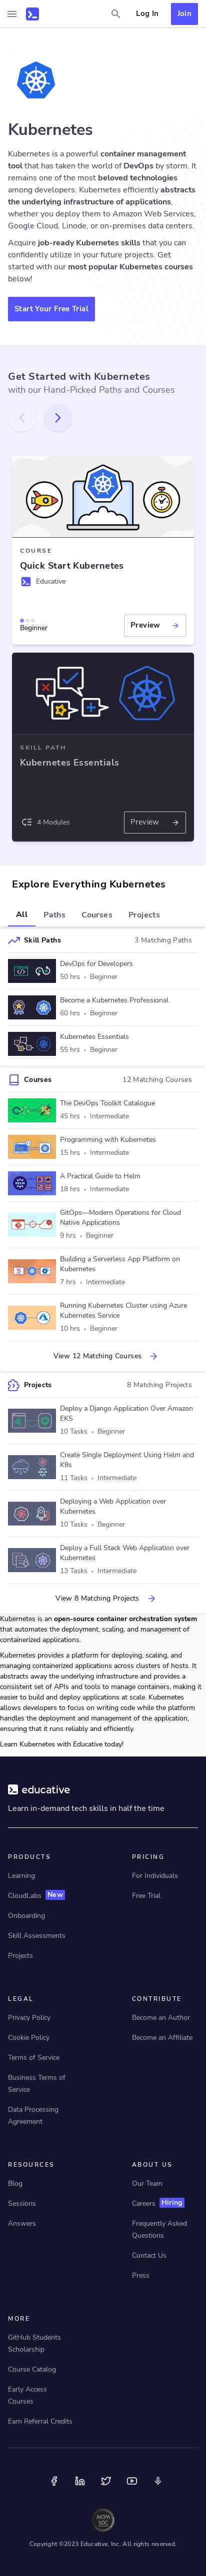 Log In
Join
Kubernetes
Kubernetes is a powerful container management
tool that has taken the world of DevOps by storm. It
remains one of the most beloved technologies
among developers. Kubernetes efficiently abstracts
the underlying infrastructure of applications,
whether you deploy them to Amazon Web Services,
Google Cloud, Linode, or on-premises data centers.
Acquire job-ready Kubernetes skills that you can
confidently utilize in your future projects. Get
started with our most popular Kubernetes courses
below!
Start Your Free Trial
Get Started with Kubernetes
with our Hand-Picked Paths and Courses
COURSE
Quick Start Kubernetes
Educative
Beginner
Preview
SKILL PATH
Kubernetes Essentials
4 Modules
Preview
Explore Everything Kubernetes
All
Paths
Courses
Projects
Skill Paths
3 Matching Paths
DevOps for Developers
50 hrs • Beginner
Become a Kubernetes Professional
60 hrs • Beginner
Kubernetes Essentials
55 hrs • Beginner
Courses
12 Matching Courses
The DevOps Toolkit Catalogue
45 hrs • Intermediate
Programming with Kubernetes
15 hrs • Intermediate
A Practical Guide to Helm
18 hrs • Intermediate
GitOps—Modern Operations for Cloud
Native Applications
9 hrs • Beginner
Building a Serverless App Platform on
Kubernetes
7 hrs • Intermediate
Running Kubernetes Cluster using Azure
Kubernetes Service
10 hrs • Beginner
View 12 Matching Courses
Projects
8 Matching Projects
Deploy a Django Application Over Amazon
EKS
10 Tasks • Beginner
Create Single Deployment Using Helm and
K8s
11 Tasks • Intermediate
Deploying a Web Application over
Kubernetes
10 Tasks • Beginner
Deploy a Full Stack Web Application over
Kubernetes
13 Tasks • Intermediate
View 8 Matching Projects
Kubernetes is an open-source container orchestration system
that automates the deployment, scaling, and management of
containerized applications.
Kubernetes provides a platform for deploying, scaling, and
managing containerized applications across clusters of hosts. It
abstracts away the underlying infrastructure and provides a
consistent set of APIs and tools to manage containers, making it
easier to build and deploy applications at scale. Kubernetes
allows developers to focus on writing code while the platform
handles the deployment and management of the application,
ensuring that it runs reliably and efficiently.
Learn Kubernetes with Educative today!
educative
Learn in-demand tech skills in half the time
PRODUCTS
Learning
CloudLabs New
Onboarding
Skill Assessments
Projects
PRICING
For Individuals
Free Trial
LEGAL
Privacy Policy
Cookie Policy
Terms of Service
Business Terms of
Service
Data Processing
Agreement
CONTRIBUTE
Become an Author
Become an Affiliate
RESOURCES
Blog
Sessions
Answers
ABOUT US
Our Team
Careers Hiring
Frequently Asked
Questions
Contact Us
Press
MORE
GitHub Students
Scholarship
Course Catalog
Early Access
Courses
Earn Referral Credits
AICPA
SOC
Copyright ©2023 Educative, Inc. All rights reserved.